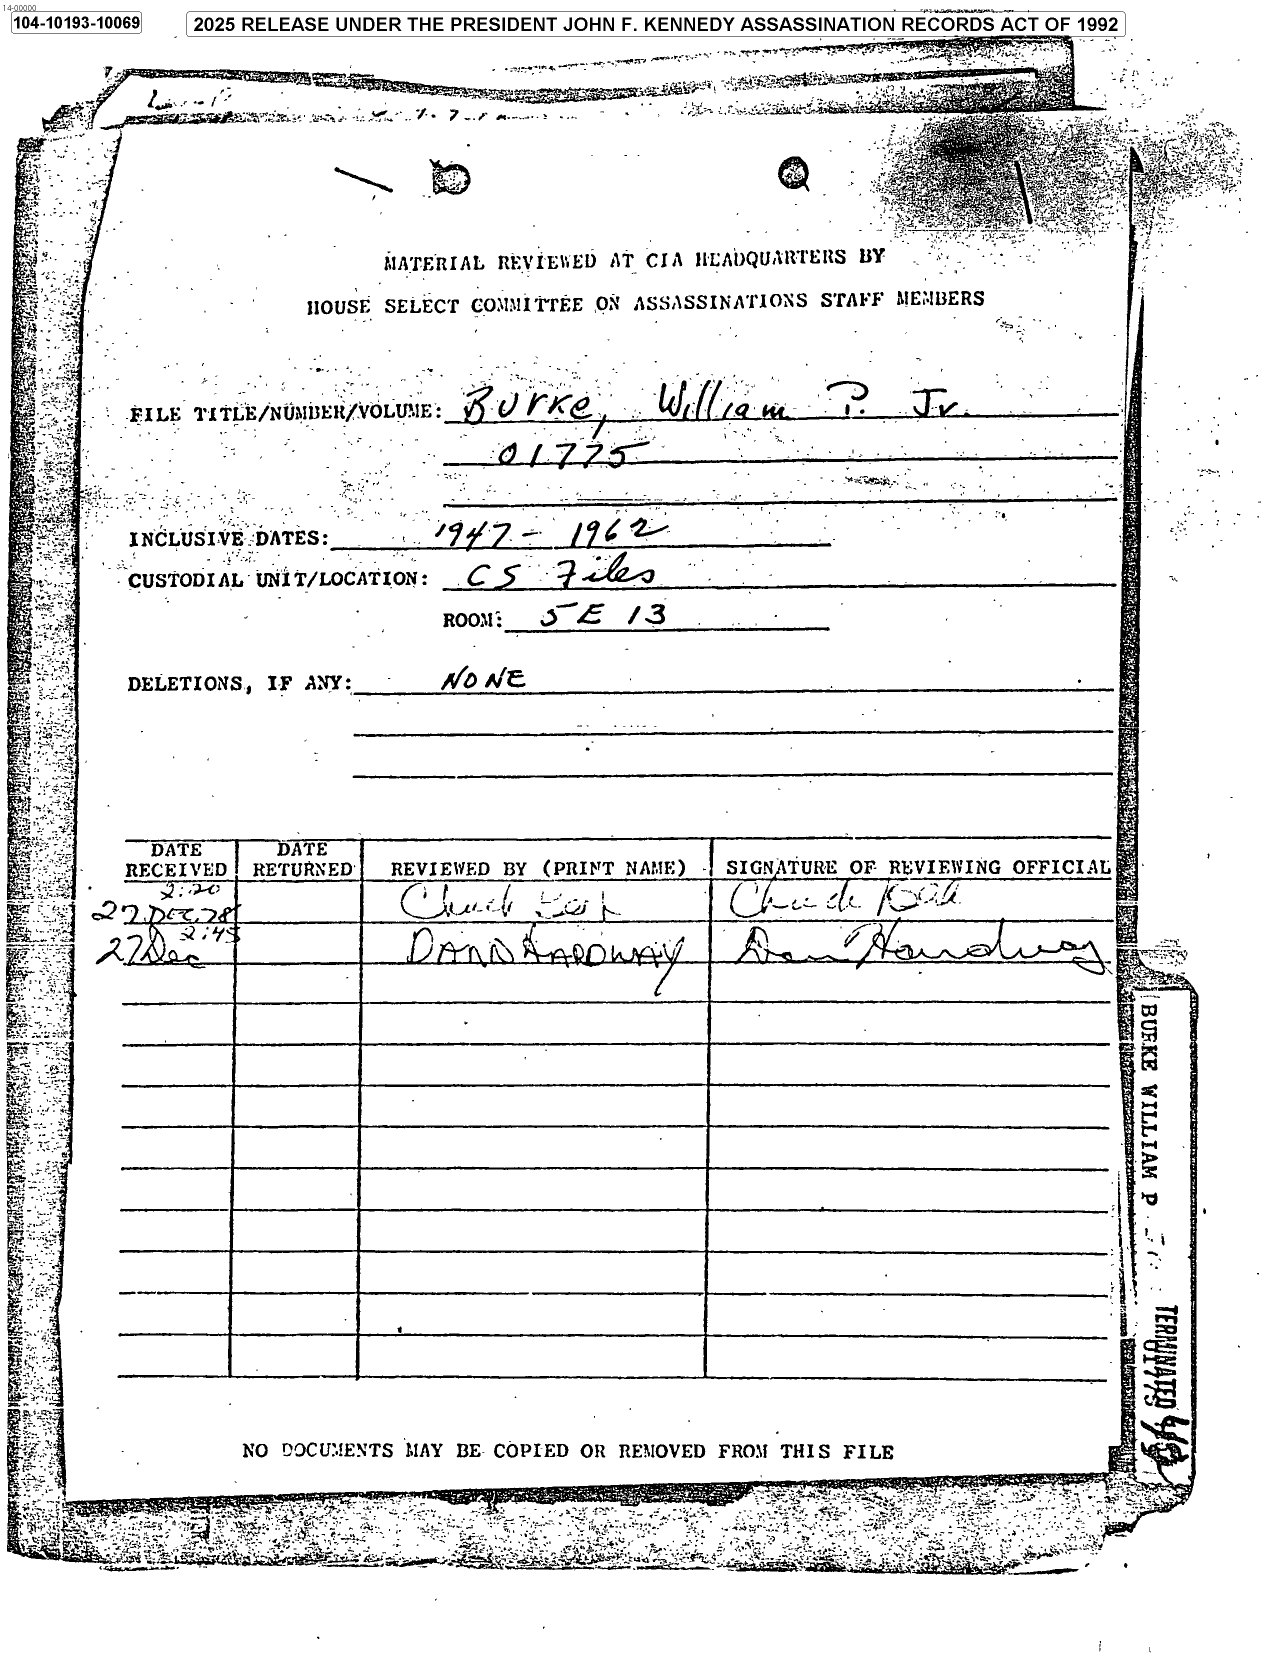 14-00000
104-10193-10069
2025 RELEASE UNDER THE PRESIDENT JOHN F. KENNEDY ASSASSINATION RECORDS ACT OF 1992
MATERIAL REVIEWED AT CIA HEADQUARTERS BY
HOUSE SELECT COMMITTEE ON ASSASSINATIONS STAFF MEMBERS
FILE TITLE/NUMBER/VOLUME: Burke, William P. Jr.
01775
INCLUSIVE DATES: 1947 - 1962
CUSTODIAL UNIT/LOCATION: CS Files
ROOM: 5E 13
DELETIONS, IF ANY: NONE
DATE RECEIVED
DATE RETURNED
REVIEWED BY (PRINT NAME)
SIGNATURE OF REVIEWING OFFICIAL
2:20
27 DEC. 78 Chuck Chuck
2:45
27 Dec DAN HARDWAY Dan Hardway
NO DOCUMENTS MAY BE COPIED OR REMOVED FROM THIS FILE
BURKE WILLIAM P Jr.
TERMINATED
01775